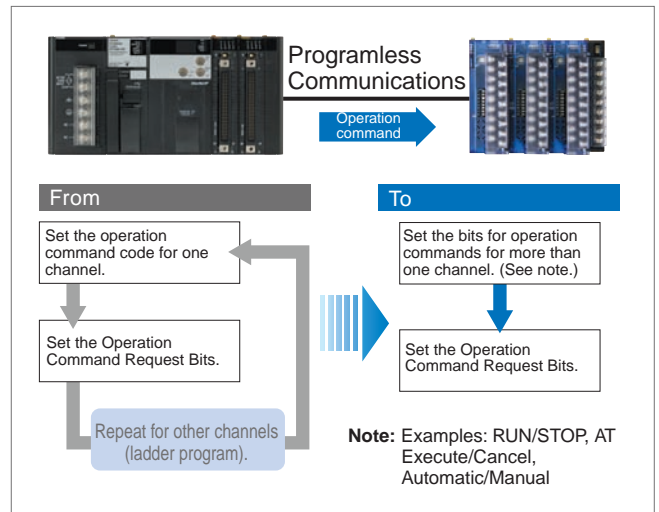 Programless
Communications
Operation
command
From
To
Set the operation
command code for one
channel.
Set the Operation
Command Request Bits.
Repeat for other channels
(ladder program).
Set the bits for operation
commands for more than
one channel. (See note.)
Set the Operation
Command Request Bits.
Note: Examples: RUN/STOP, AT
Execute/Cancel,
Automatic/Manual